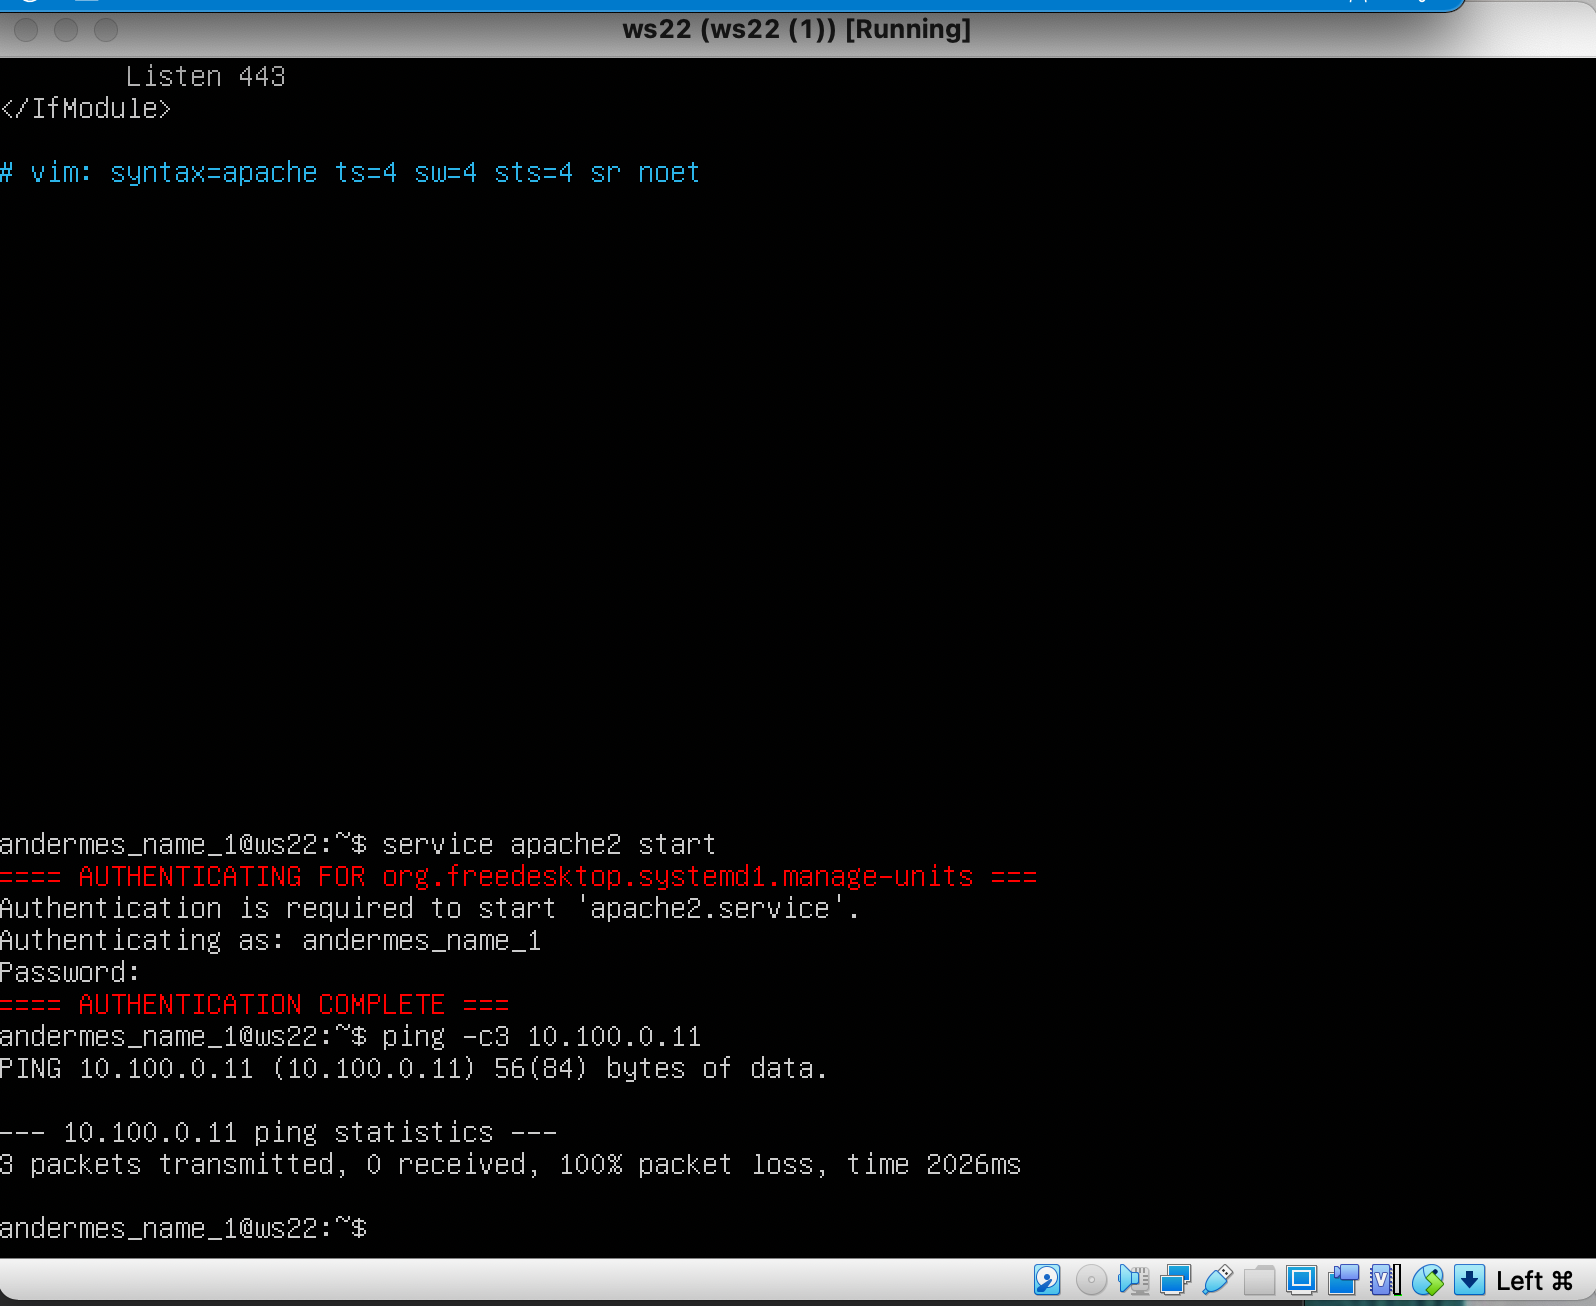 ws22 (ws22 (1)) [Running]
Listen 443
</IfModule>
# vim: syntax=apache ts=4 sw=4 sts=4 sr noet
andermes_name_1@ws22:~$ service apache2 start
==== AUTHENTICATING FOR org.freedesktop.systemd1.manage-units ===
Authentication is required to start 'apache2.service'.
Authenticating as: andermes_name_1
Password:
==== AUTHENTICATION COMPLETE ===
andermes_name_1@ws22:~$ ping -c3 10.100.0.11
PING 10.100.0.11 (10.100.0.11) 56(84) bytes of data.
--- 10.100.0.11 ping statistics ---
3 packets transmitted, 0 received, 100% packet loss, time 2026ms
andermes_name_1@ws22:~$
Left ⌘